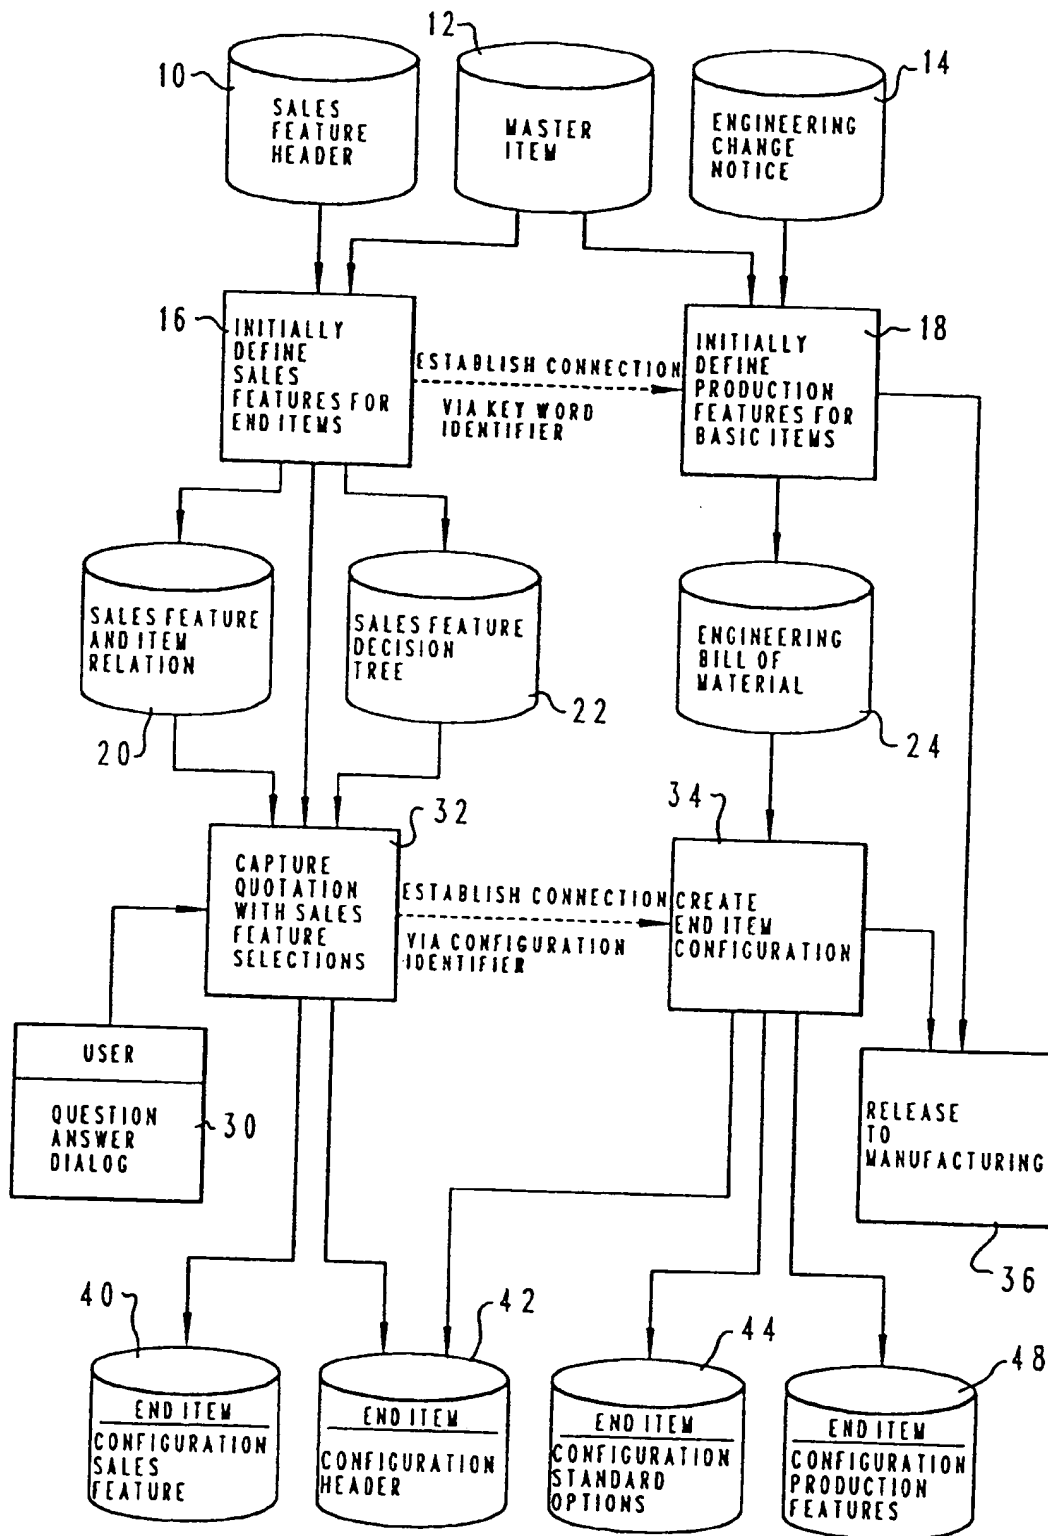 12
10
14
SALES
FEATURE
HEADER
MASTER
ITEM
ENGINEERING
CHANGE
NOTICE
16
INITIALLY
DEFINE
SALES
FEATURES FOR
END ITEMS
ESTABLISH CONNECTION
VIA KEY WORD
IDENTIFIER
18
INITIALLY
DEFINE
PRODUCTION
FEATURES FOR
BASIC ITEMS
SALES FEATURE
AND ITEM
RELATION
20
SALES FEATURE
DECISION
TREE
22
ENGINEERING
BILL OF
MATERIAL
24
32
CAPTURE
QUOTATION
WITH SALES
FEATURE
SELECTIONS
ESTABLISH CONNECTION
VIA CONFIGURATION
IDENTIFIER
34
CREATE
END ITEM
CONFIGURATION
USER
QUESTION
ANSWER
DIALOG
30
RELEASE
TO
MANUFACTURING
36
40
END ITEM
CONFIGURATION
SALES
FEATURE
42
END ITEM
CONFIGURATION
HEADER
44
END ITEM
CONFIGURATION
STANDARD
OPTIONS
48
END ITEM
CONFIGURATION
PRODUCTION
FEATURES